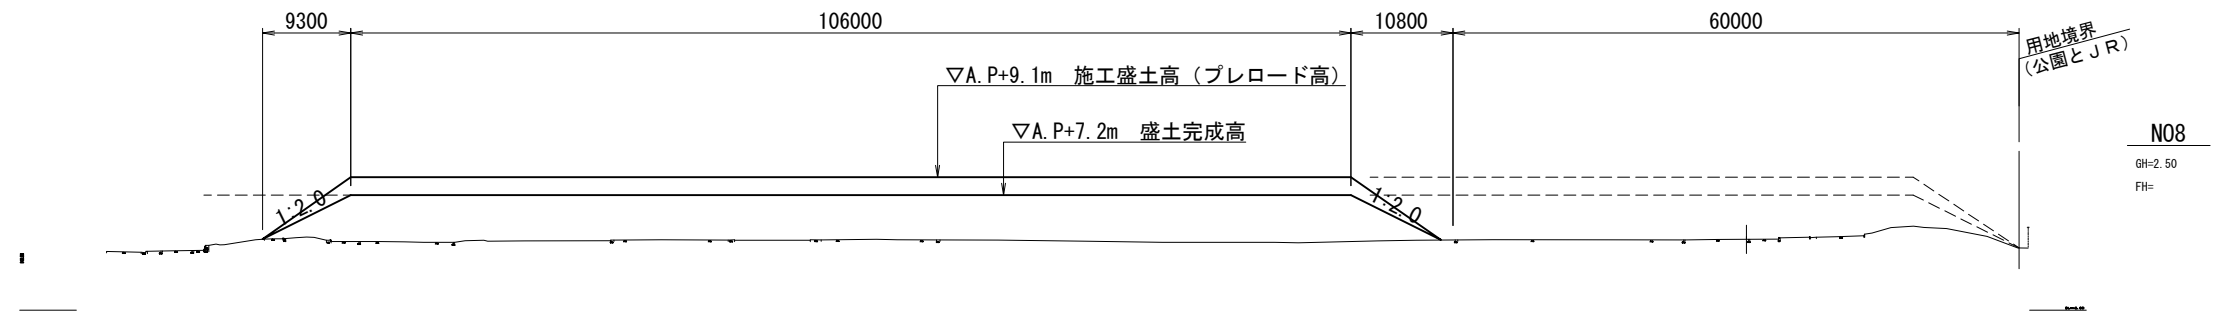 9300
106000
10800
60000
用地境界
(公園とＪＲ)
▽A.P+9.1m　施工盛土高（プレロード高）
▽A.P+7.2m　盛土完成高
NO8
GH=2.50
FH=
1:2.0
1:2.0